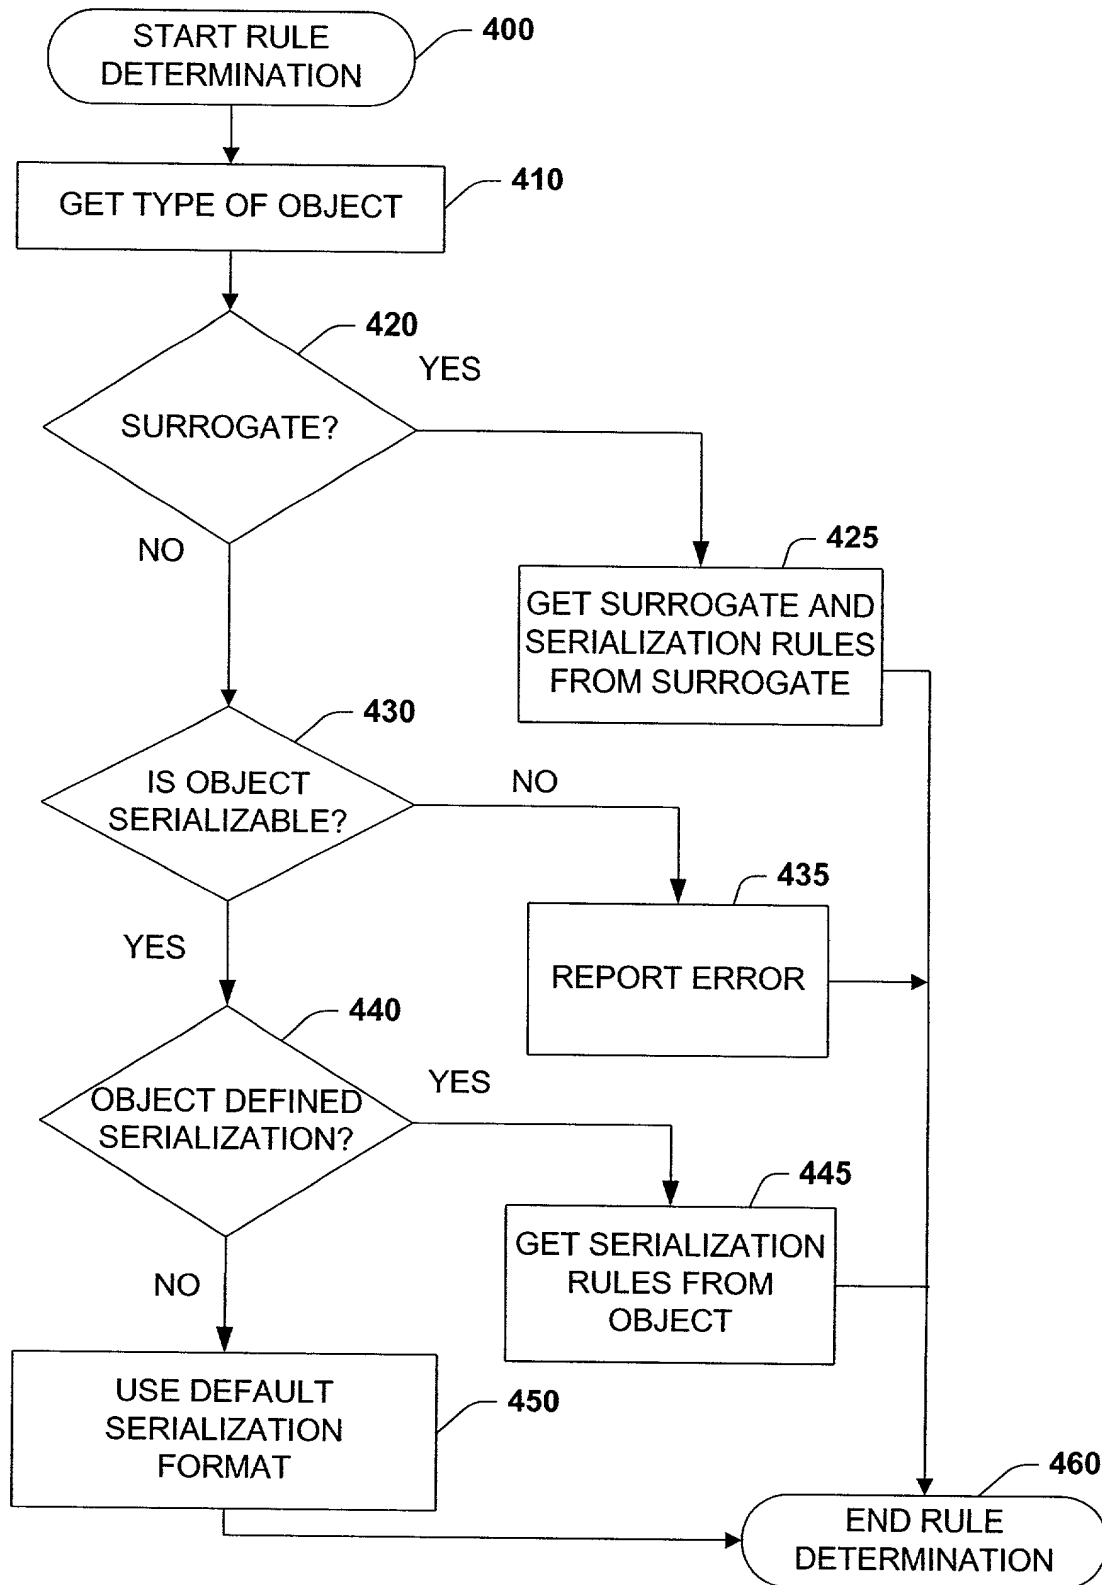 START RULE
DETERMINATION
400
GET TYPE OF OBJECT
410
420
YES
SURROGATE?
NO
425
GET SURROGATE AND
SERIALIZATION RULES
FROM SURROGATE
430
IS OBJECT
SERIALIZABLE?
NO
435
YES
REPORT ERROR
440
YES
OBJECT DEFINED
SERIALIZATION?
445
GET SERIALIZATION
RULES FROM
OBJECT
NO
USE DEFAULT
SERIALIZATION
FORMAT
450
460
END RULE
DETERMINATION